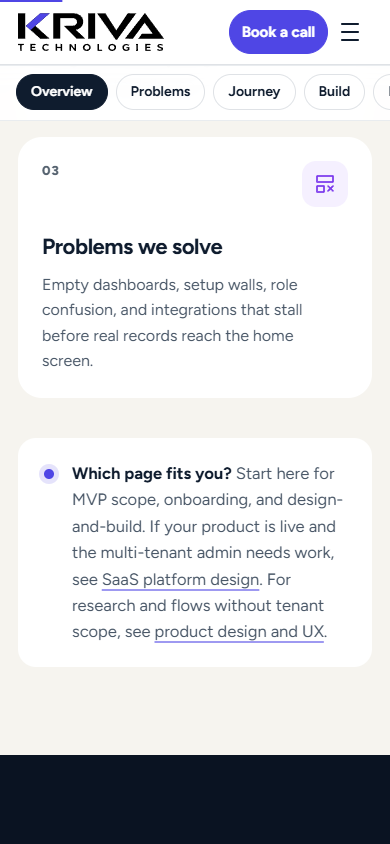 KRIVA
TECHNOLOGIES
Book a call
Overview
Problems
Journey
Build
03
Problems we solve
Empty dashboards, setup walls, role
confusion, and integrations that stall
before real records reach the home
screen.
Which page fits you? Start here for
MVP scope, onboarding, and design-
and-build. If your product is live and
the multi-tenant admin needs work,
see SaaS platform design. For
research and flows without tenant
scope, see product design and UX.